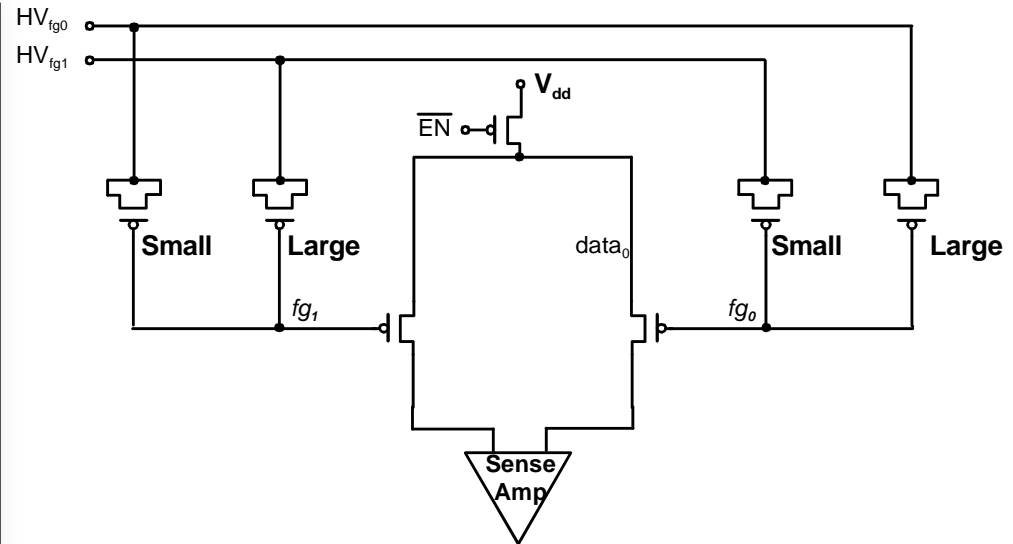 HVfg0
HVfg1
Vdd
EN
Small
Large
data0
Small
Large
fg1
fg0
Sense
Amp